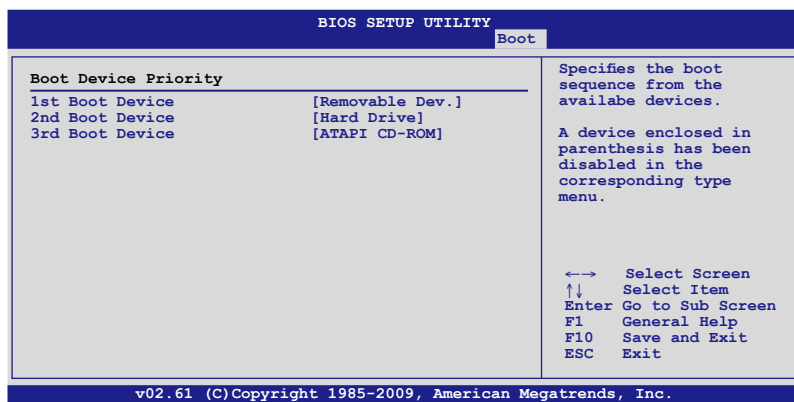 BIOS SETUP UTILITY
Boot
Boot Device Priority
1st Boot Device [Removable Dev.]
2nd Boot Device [Hard Drive]
3rd Boot Device [ATAPI CD-ROM]
Specifies the boot
sequence from the
availabe devices.
A device enclosed in
parenthesis has been
disabled in the
corresponding type
menu.
←→ Select Screen
↑↓ Select Item
Enter Go to Sub Screen
F1 General Help
F10 Save and Exit
ESC Exit
v02.61 (C)Copyright 1985-2009, American Megatrends, Inc.